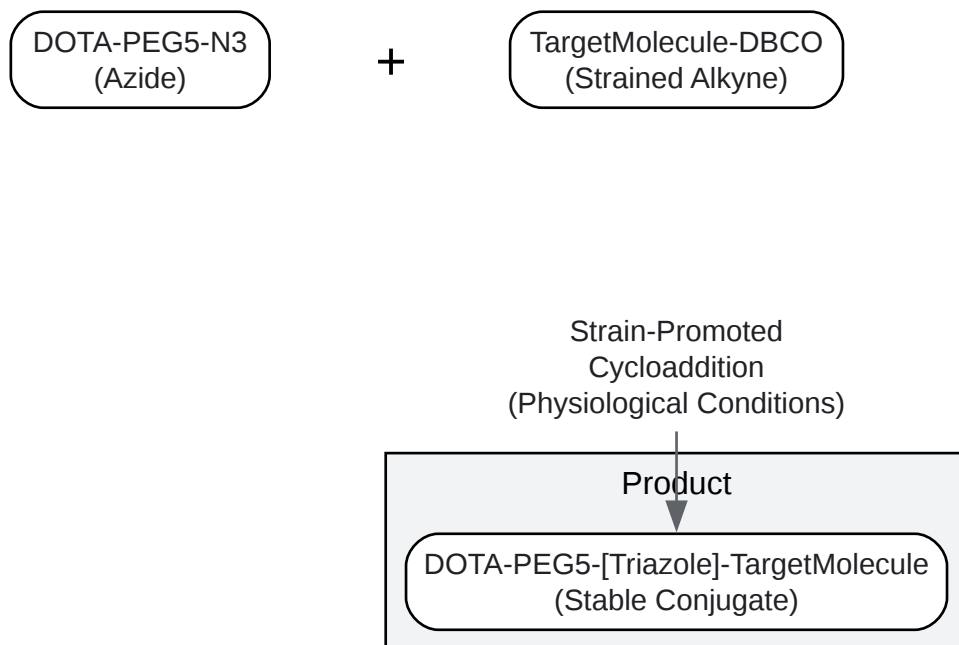 DOTA-PEG5-N3
(Azide)
+
TargetMolecule-DBCO
(Strained Alkyne)
Strain-Promoted
Cycloaddition
(Physiological Conditions)
Product
DOTA-PEG5-[Triazole]-TargetMolecule
(Stable Conjugate)